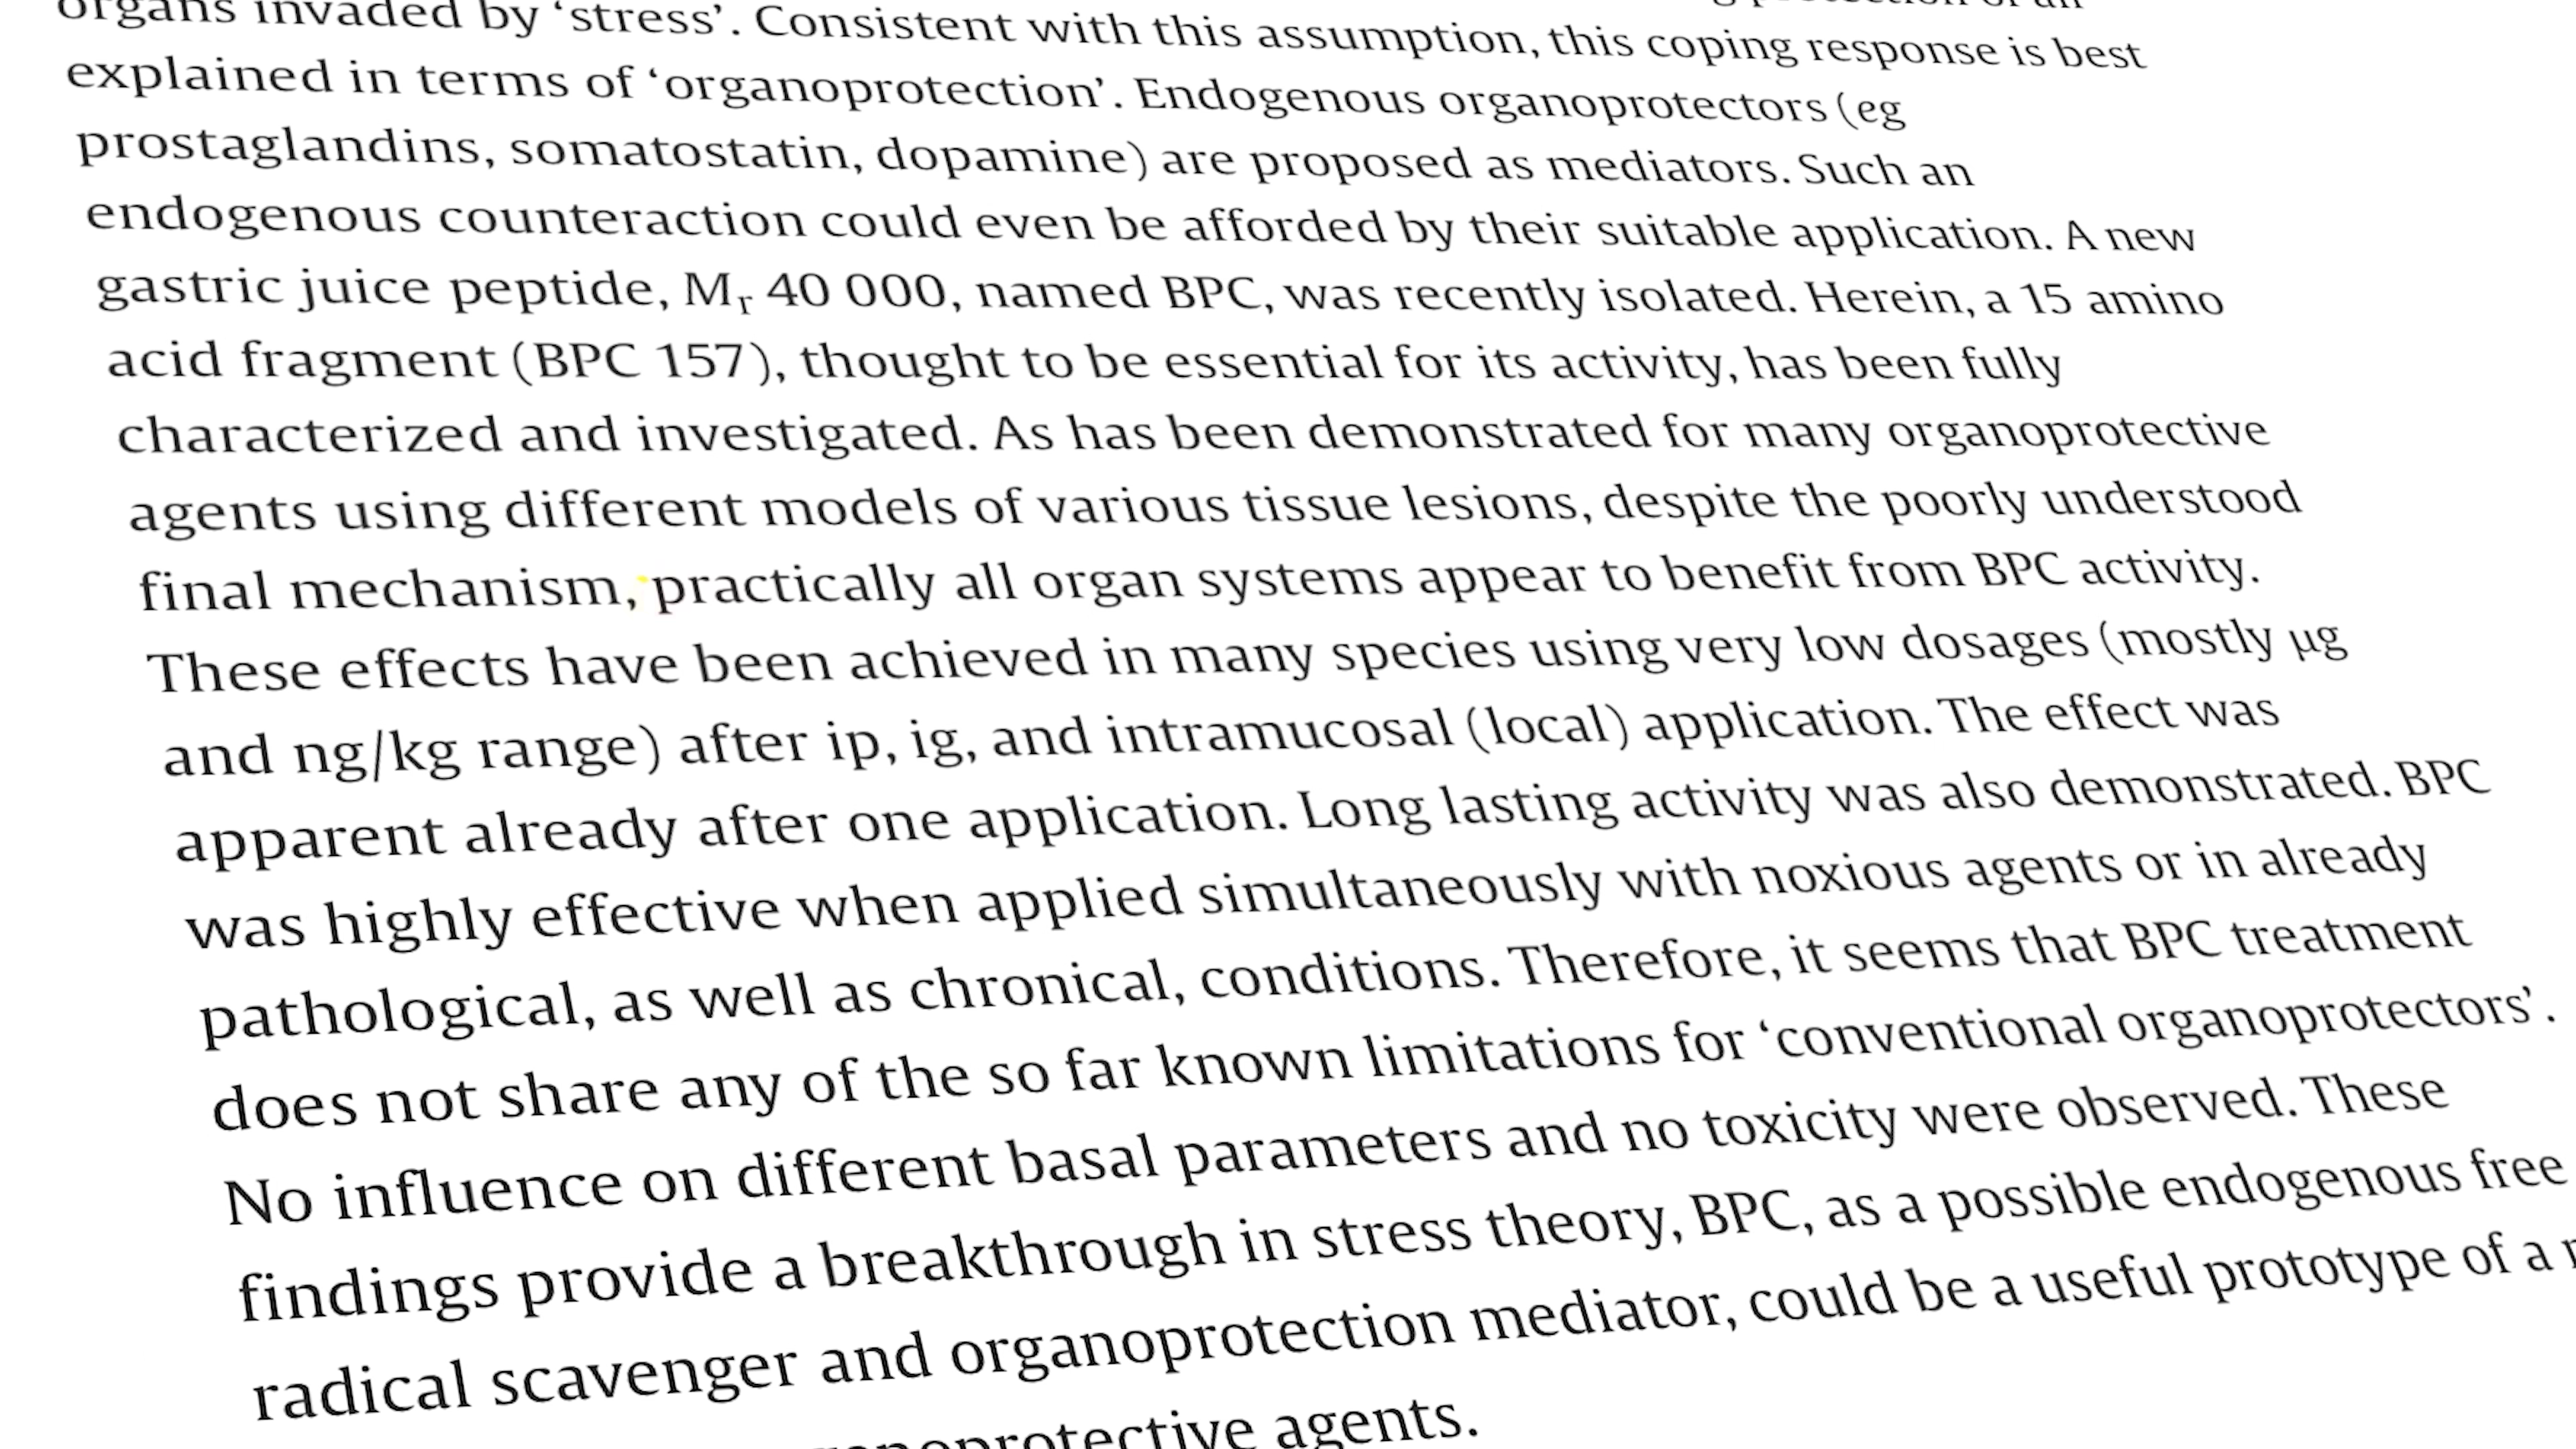 organs invaded by ‘stress’. Consistent with this assumption, this coping response is best
explained in terms of ‘organoprotection’. Endogenous organoprotectors (eg
prostaglandins, somatostatin, dopamine) are proposed as mediators. Such an
endogenous counteraction could even be afforded by their suitable application. A new
gastric juice peptide, Mr 40 000, named BPC, was recently isolated. Herein, a 15 amino
acid fragment (BPC 157), thought to be essential for its activity, has been fully
characterized and investigated. As has been demonstrated for many organoprotective
agents using different models of various tissue lesions, despite the poorly understood
final mechanism, practically all organ systems appear to benefit from BPC activity.
These effects have been achieved in many species using very low dosages (mostly μg
and ng/kg range) after ip, ig, and intramucosal (local) application. The effect was
apparent already after one application. Long lasting activity was also demonstrated. BPC
was highly effective when applied simultaneously with noxious agents or in already
pathological, as well as chronical, conditions. Therefore, it seems that BPC treatment
does not share any of the so far known limitations for ‘conventional organoprotectors’.
No influence on different basal parameters and no toxicity were observed. These
findings provide a breakthrough in stress theory, BPC, as a possible endogenous free
radical scavenger and organoprotection mediator, could be a useful prototype of a
agents.